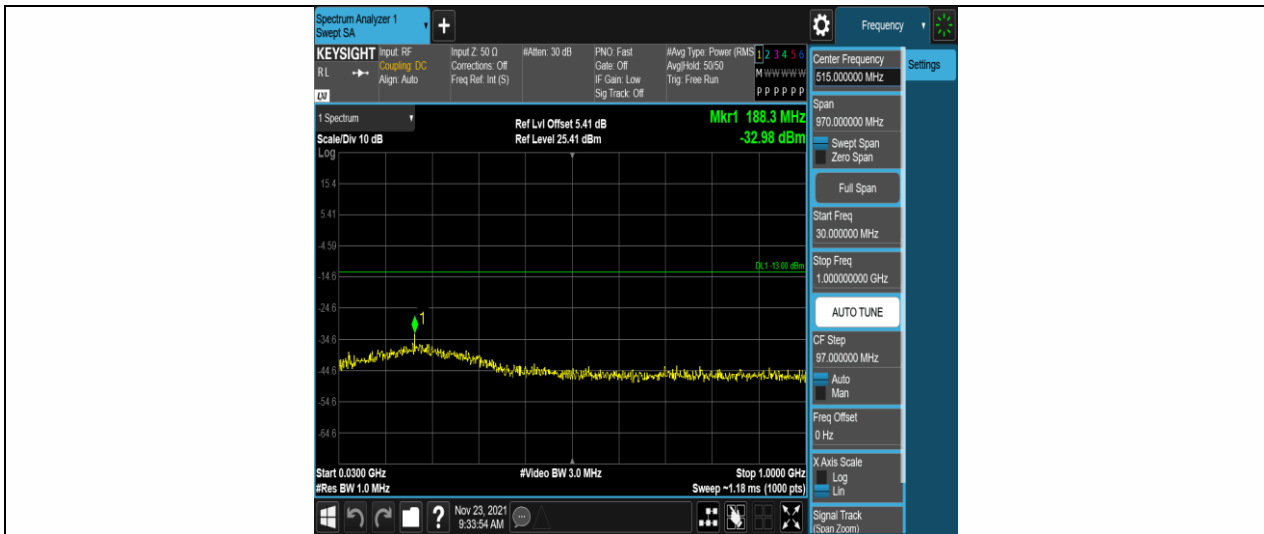 Spectrum Analyzer 1
Swept SA
Frequency
KEYSIGHT
RL
LXI
Input: RF
Coupling: DC
Align: Auto
Input Z: 50 Ω
Corrections: Off
Freq Ref: Int (S)
#Atten: 30 dB
PNO: Fast
Gate: Off
IF Gain: Low
Sig Track: Off
#Avg Type: Power (RMS
Avg|Hold: 50/50
Trig: Free Run
1 2 3 4 5 6
M W W W W W
P P P P P P
1 Spectrum
Scale/Div 10 dB
Log
Ref Lvl Offset 5.41 dB
Ref Level 25.41 dBm
Mkr1 188.3 MHz
-32.98 dBm
15.4
5.41
-4.59
DL1 -13.00 dBm
-14.6
-24.6
1
-34.6
-44.6
-54.6
-64.6
Start 0.0300 GHz
#Res BW 1.0 MHz
#Video BW 3.0 MHz
Stop 1.0000 GHz
Sweep ~1.18 ms (1000 pts)
Nov 23, 2021
9:33:54 AM
Center Frequency
515.000000 MHz
Settings
Span
970.000000 MHz
Swept Span
Zero Span
Full Span
Start Freq
30.000000 MHz
Stop Freq
1.000000000 GHz
AUTO TUNE
CF Step
97.000000 MHz
Auto
Man
Freq Offset
0 Hz
X Axis Scale
Log
Lin
Signal Track
(Span Zoom)